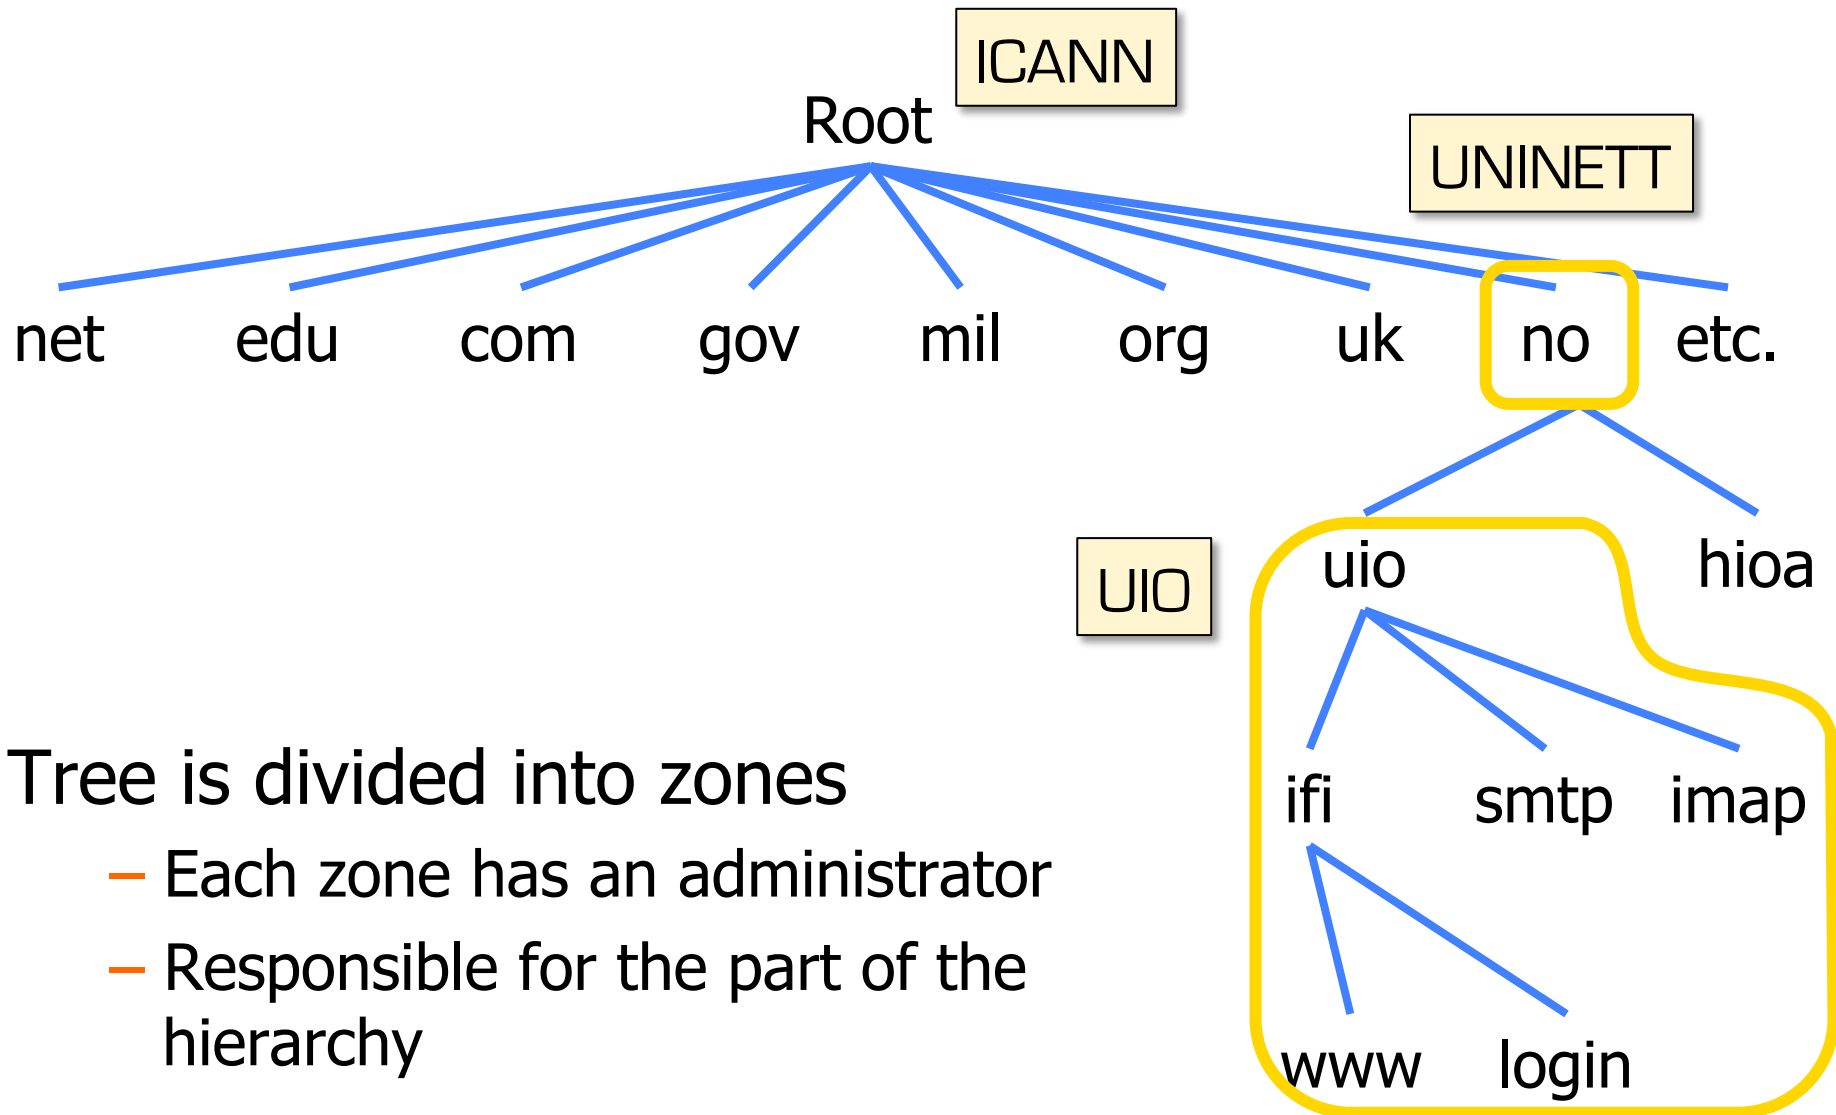 ICANN
Root
UNINETT
net edu com gov mil org uk no etc.
UIO
uio hioa
Tree is divided into zones
ifi smtp imap
– Each zone has an administrator
– Responsible for the part of the
hierarchy
www login